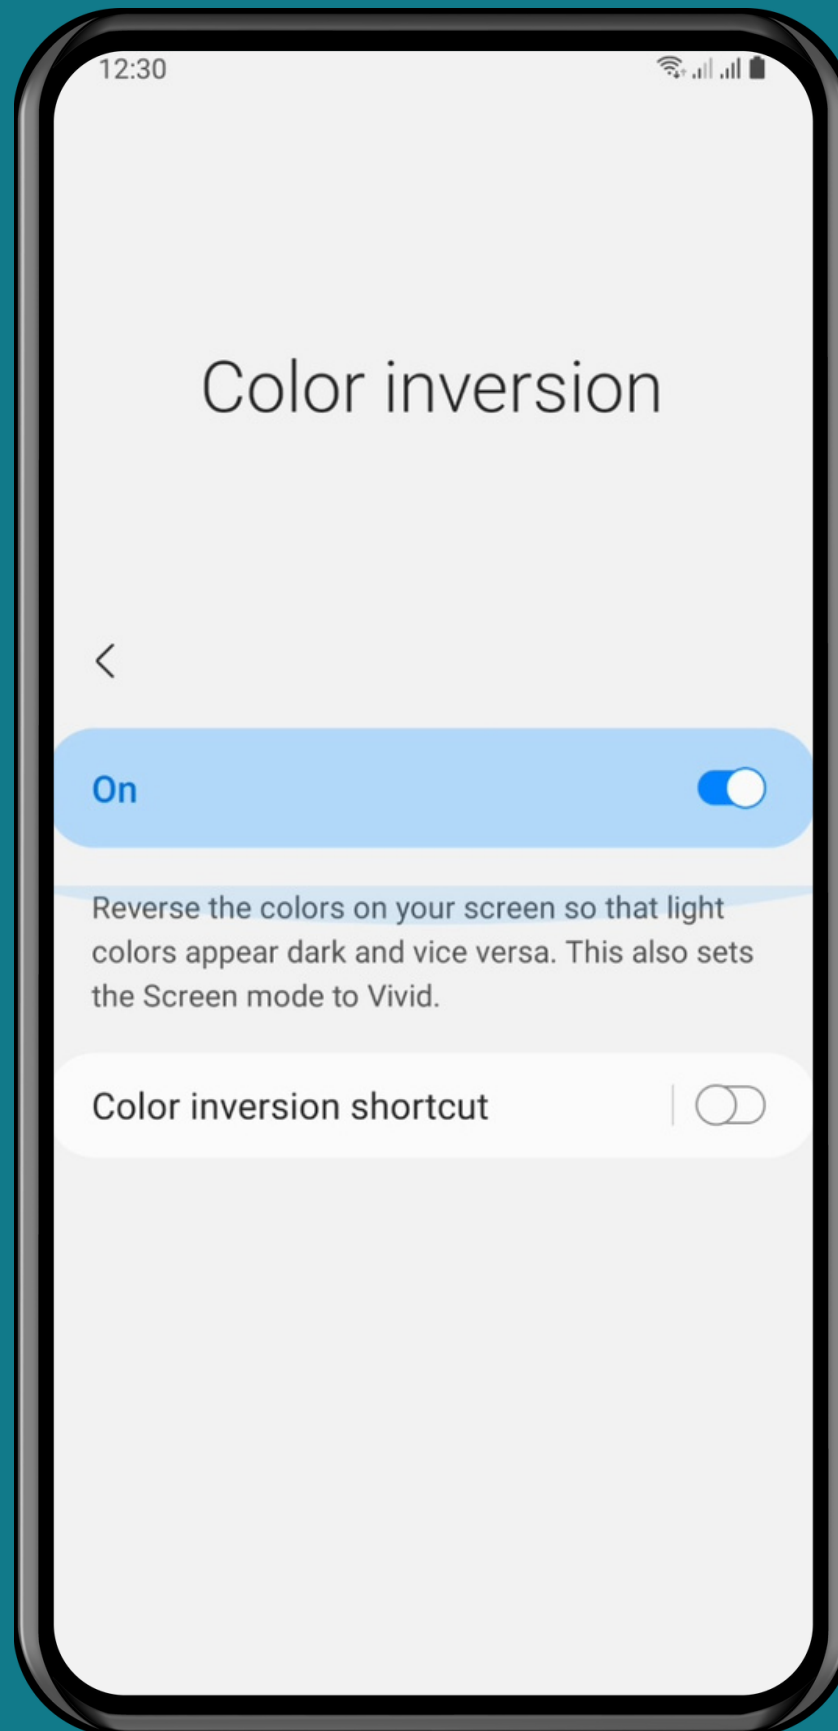 12:30
Color inversion
On
Reverse the colors on your screen so that light
colors appear dark and vice versa. This also sets
the Screen mode to Vivid.
Color inversion shortcut